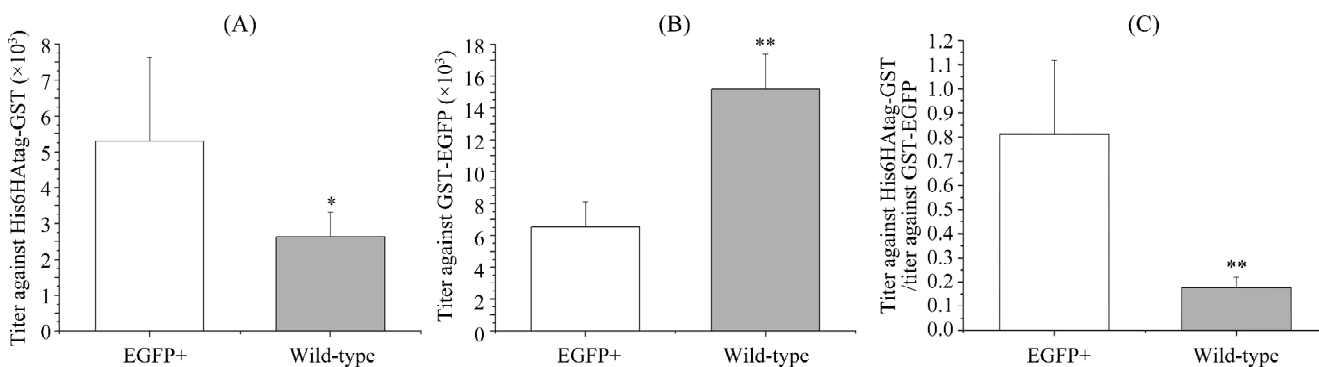 (A)
Titer against His6HAtag-GST (×10³)
8
7
6
5
4
3
2
1
0
*
EGFP+
Wild-type
(B)
Titer against GST-EGFP (×10³)
18
16
14
12
10
8
6
4
2
0
**
EGFP+
Wild-type
(C)
Titer against His6HAtag-GST
/titer against GST-EGFP
1.2
1.1
1.0
0.9
0.8
0.7
0.6
0.5
0.4
0.3
0.2
0.1
0.0
**
EGFP+
Wild-type